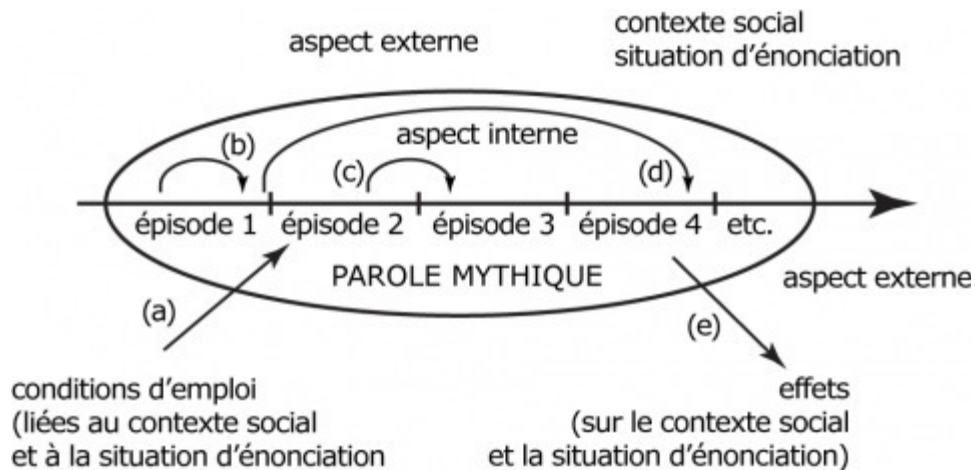 aspect externe
contexte social
situation d'énonciation
aspect interne
(b)
(c)
(d)
épisode 1
épisode 2
épisode 3
épisode 4
etc.
PAROLE MYTHIQUE
aspect externe
(a)
(e)
conditions d'emploi
(liées au contexte social
et à la situation d'énonciation
effets
(sur le contexte social
et la situation d'énonciation)